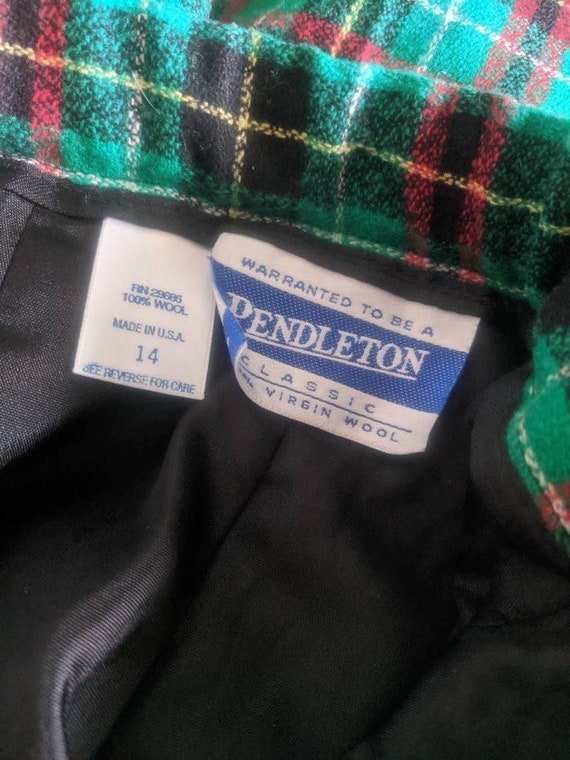 RN 29685
100% WOOL
MADE IN U.S.A.
14
SEE REVERSE FOR CARE
WARRANTED TO BE A
PENDLETON
CLASSIC
VIRGIN WOOL